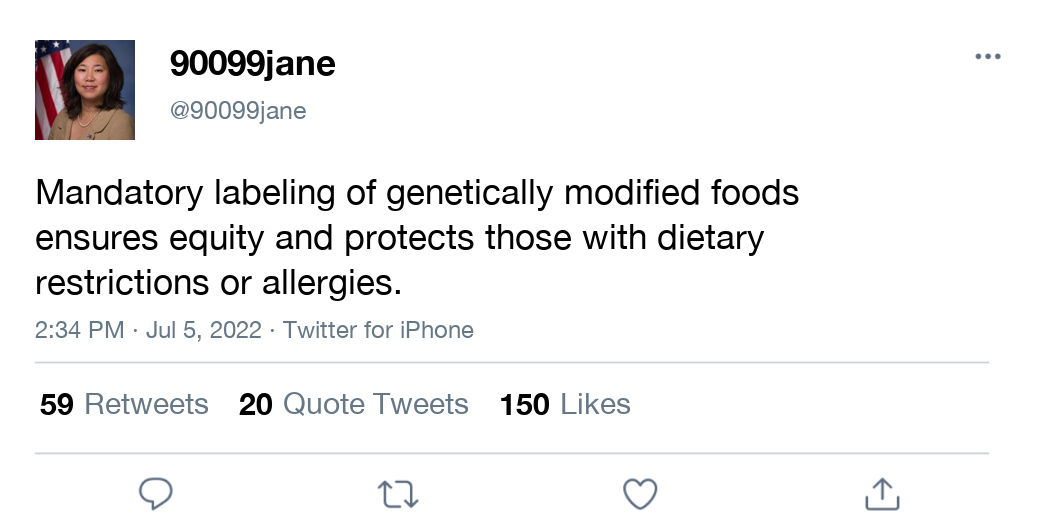 90099jane
@90099jane
Mandatory labeling of genetically modified foods
ensures equity and protects those with dietary
restrictions or allergies.
2:34 PM · Jul 5, 2022 · Twitter for iPhone
59 Retweets 20 Quote Tweets 150 Likes